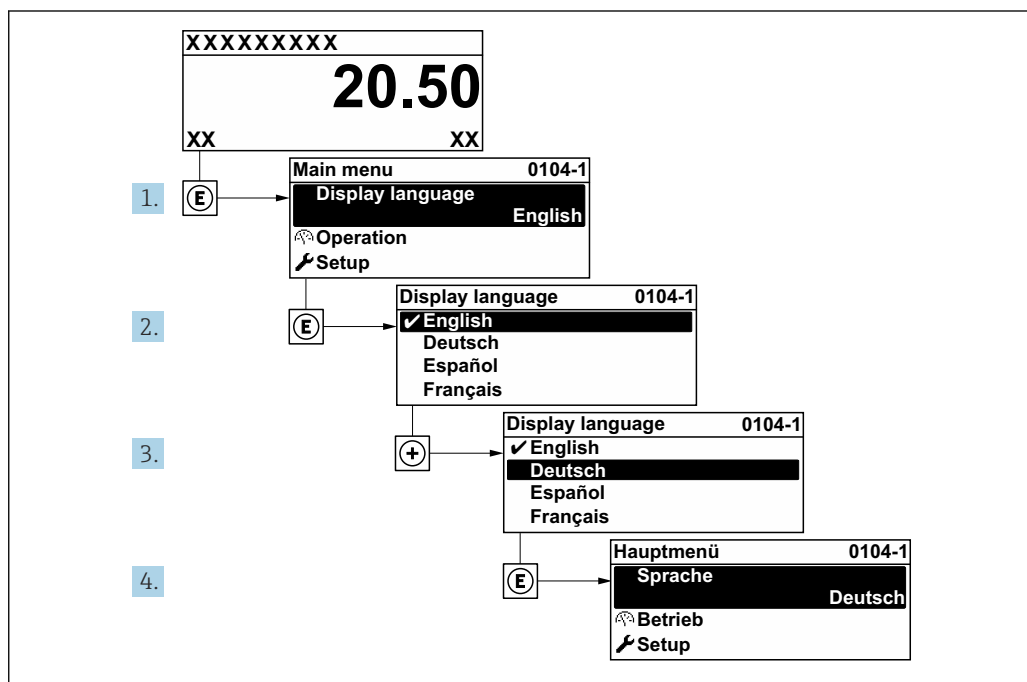 XXXXXXXXX
20.50
XX XX
1. E
Main menu 0104-1
Display language
English
Operation
Setup
2. E
Display language 0104-1
✔ English
Deutsch
Español
Français
3. +
Display language 0104-1
✔ English
Deutsch
Español
Français
4. E
Hauptmenü 0104-1
Sprache
Deutsch
Betrieb
Setup